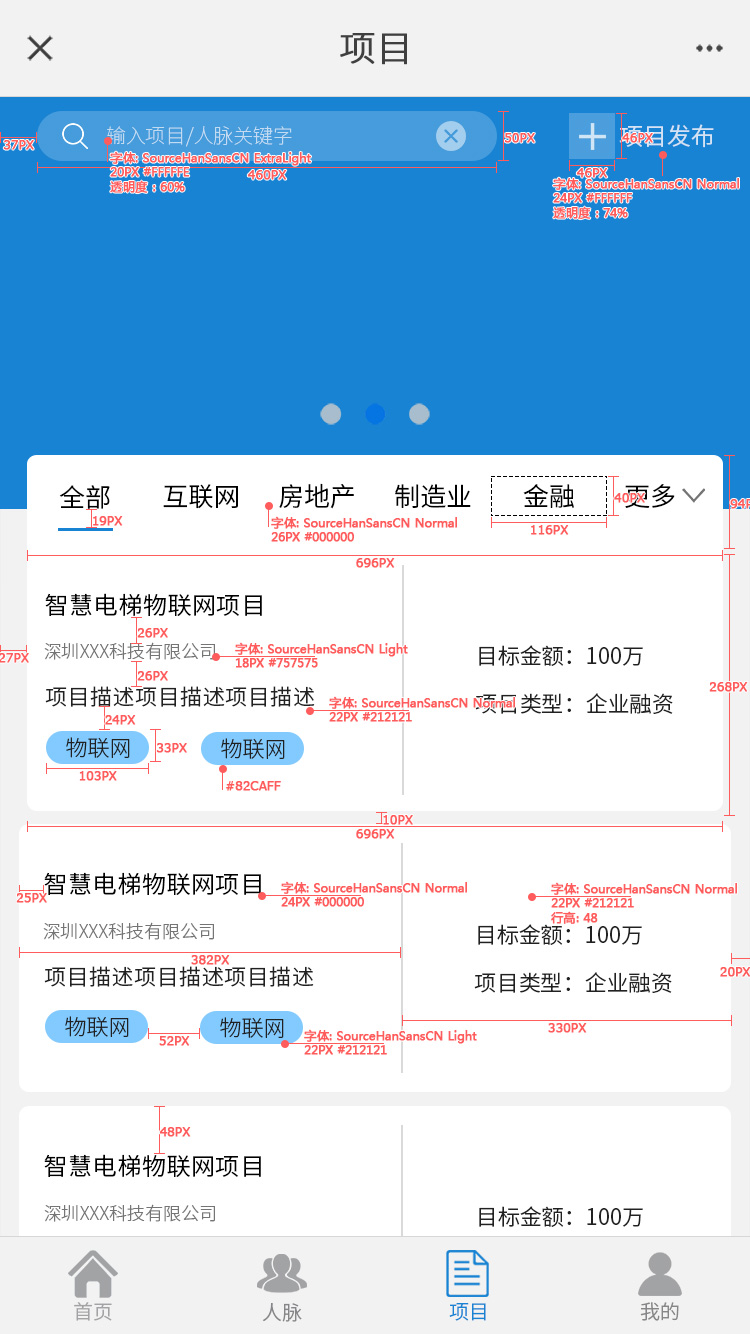 项目
输入项目/人脉关键字
项目发布
37PX
50PX
46PX
字体: SourceHanSansCN ExtraLight
20PX #FFFFFE
透明度：60%
460PX
46PX
字体: SourceHanSansCN Normal
24PX #FFFFFF
透明度：74%
全部
互联网
房地产
制造业
金融
更多
40PX
94PX
19PX
字体: SourceHanSansCN Normal
26PX #000000
116PX
696PX
智慧电梯物联网项目
26PX
深圳XXX科技有限公司
字体: SourceHanSansCN Light
18PX #757575
27PX
目标金额：100万
26PX
268PX
项目描述项目描述项目描述
字体: SourceHanSansCN Normal
22PX #212121
项目类型：企业融资
24PX
物联网
33PX
物联网
103PX
#82CAFF
10PX
696PX
智慧电梯物联网项目
字体: SourceHanSansCN Normal
24PX #000000
字体: SourceHanSansCN Normal
22PX #212121
行高: 48
25PX
深圳XXX科技有限公司
目标金额：100万
382PX
20PX
项目描述项目描述项目描述
项目类型：企业融资
物联网
52PX
物联网
字体: SourceHanSansCN Light
22PX #212121
330PX
48PX
智慧电梯物联网项目
深圳XXX科技有限公司
目标金额：100万
首页
人脉
项目
我的